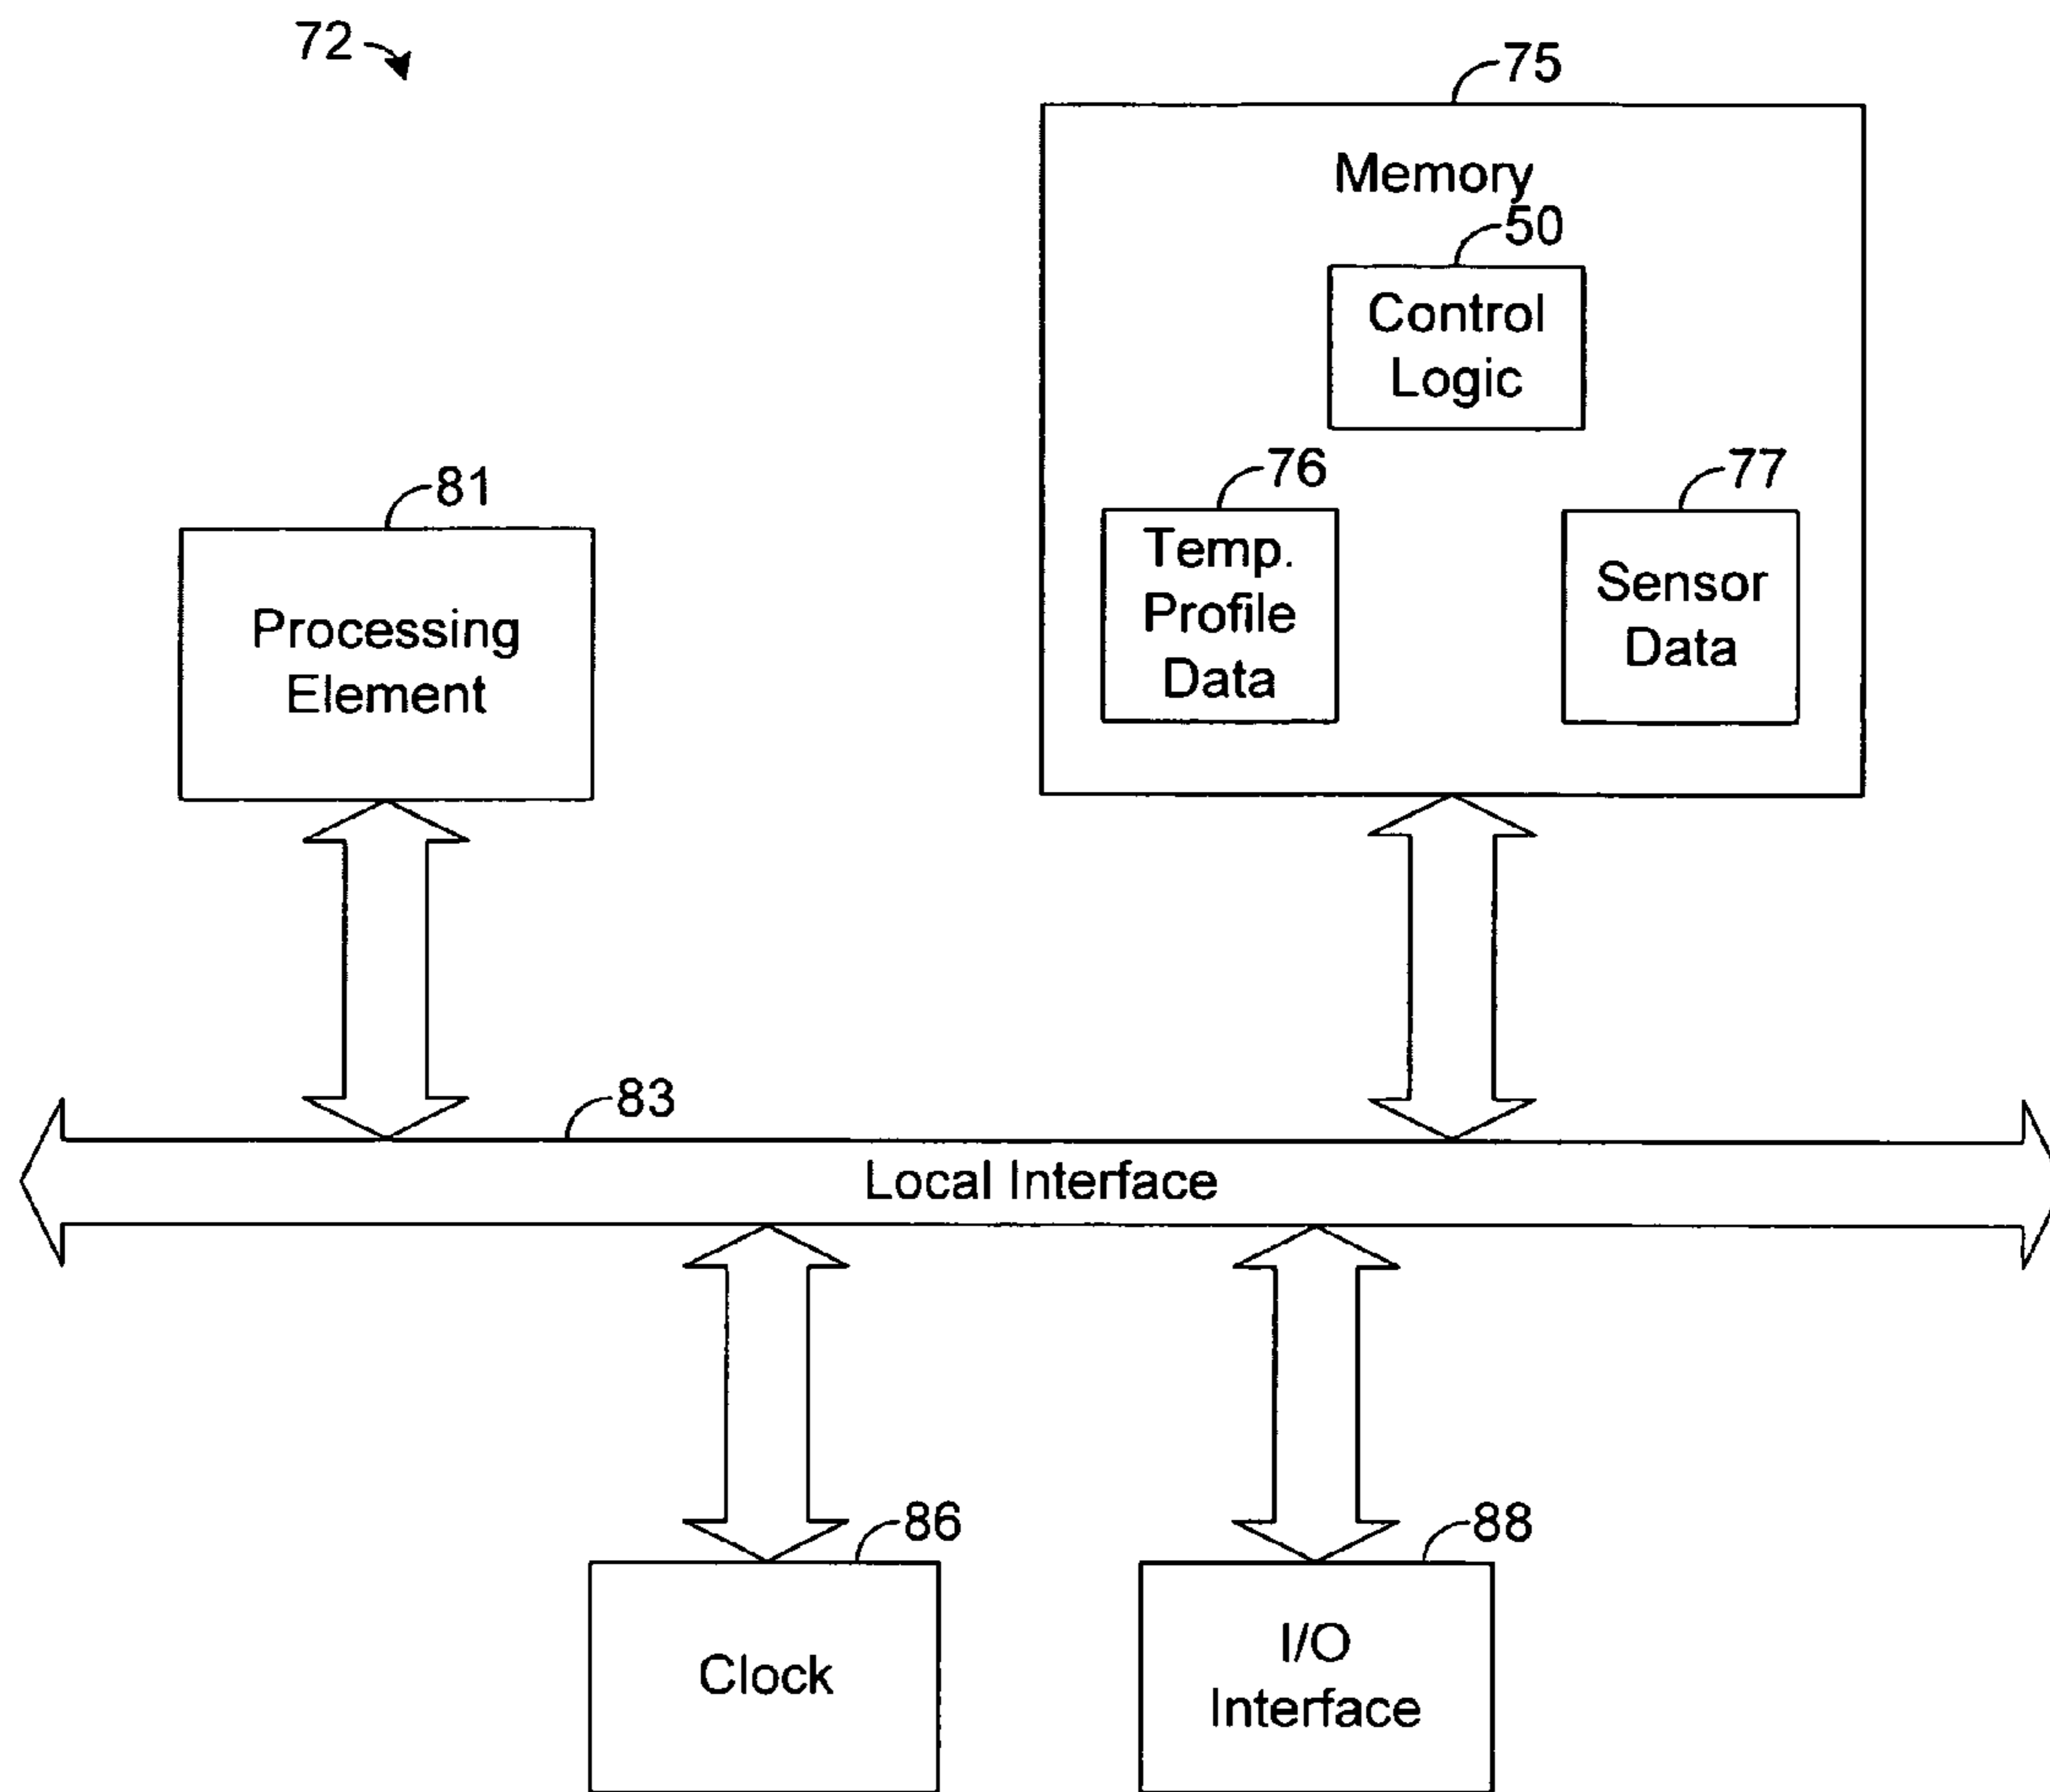 72
75
Memory
50
Control
Logic
76
77
Temp.
Profile
Data
Sensor
Data
81
Processing
Element
83
Local Interface
86
88
Clock
I/O
Interface